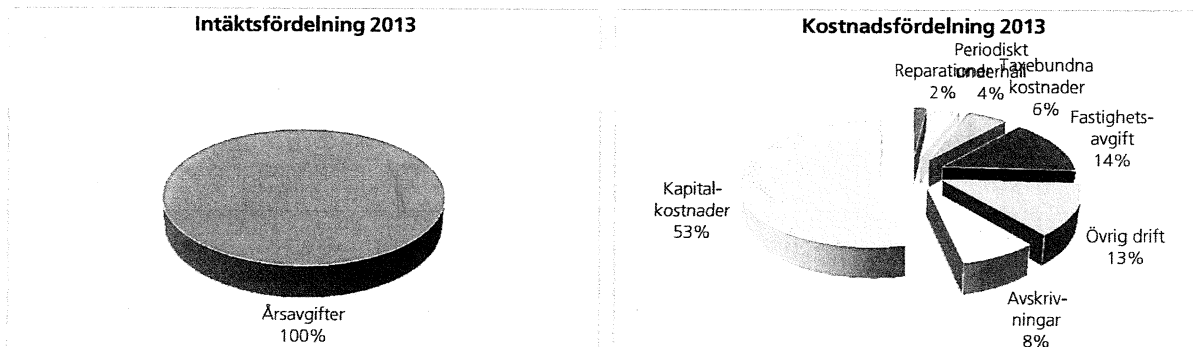 Intäktsfördelning 2013
Årsavgifter
100%
Kostnadsfördelning 2013
Reparationer
2%
Periodiskt
underhåll
4%
Taxebundna
kostnader
6%
Fastighets-
avgift
14%
Övrig drift
13%
Avskriv-
ningar
8%
Kapital-
kostnader
53%